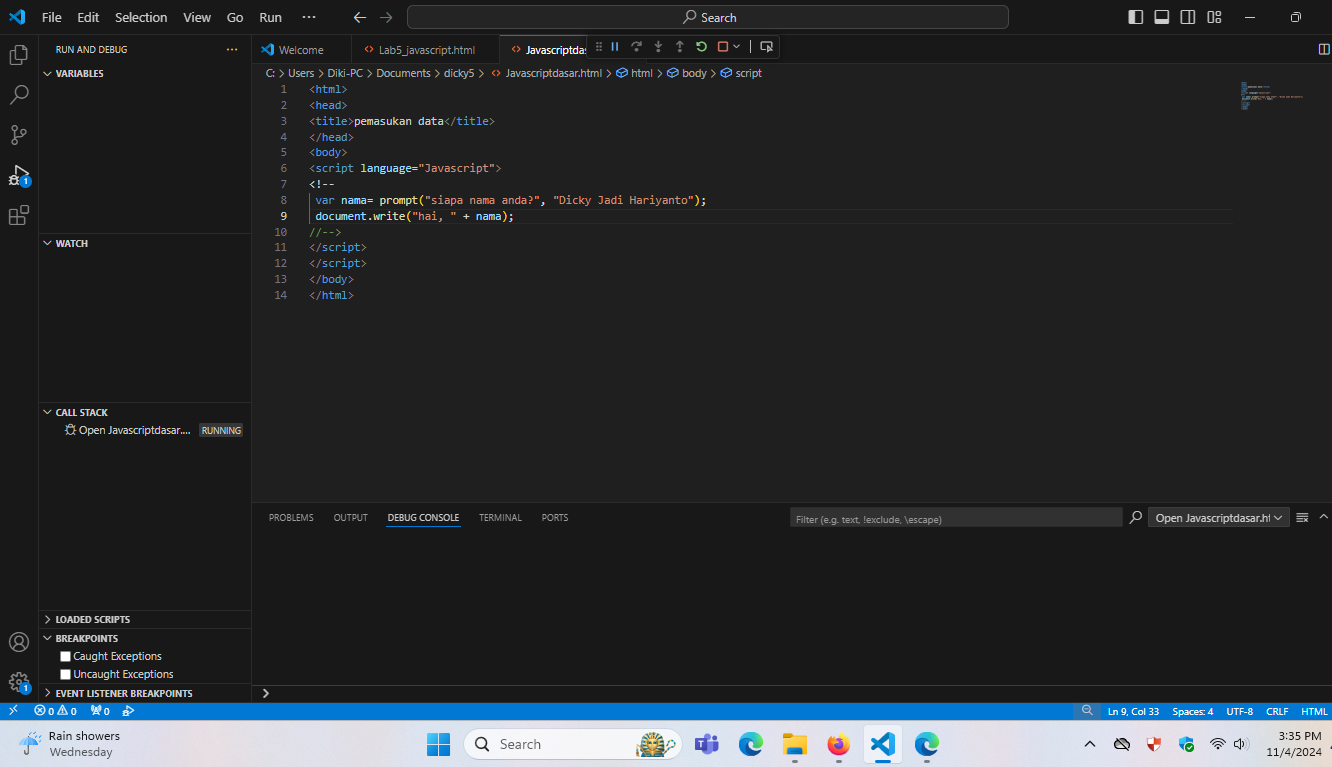 File Edit Selection View Go Run ··· Search
RUN AND DEBUG ···
VARIABLES
WATCH
CALL STACK
Open Javascriptdasar.... RUNNING
LOADED SCRIPTS
BREAKPOINTS
Caught Exceptions
Uncaught Exceptions
EVENT LISTENER BREAKPOINTS
Welcome Lab5_javascript.html Javascriptdas
C: > Users > Diki-PC > Documents > dicky5 > Javascriptdasar.html > html > body > script
1 <html>
2 <head>
3 <title>pemasukan data</title>
4 </head>
5 <body>
6 <script language="Javascript">
7 <!--
8 var nama= prompt("siapa nama anda?", "Dicky Jadi Hariyanto");
9 document.write("hai, " + nama);
10 //-->
11 </script>
12 </script>
13 </body>
14 </html>
PROBLEMS OUTPUT DEBUG CONSOLE TERMINAL PORTS Filter (e.g. text, !exclude, \escape) Open Javascriptdasar.ht
>
0 0 0 Ln 9, Col 33 Spaces: 4 UTF-8 CRLF HTML
1
1
Rain showers
Wednesday
Search
3:35 PM
11/4/2024